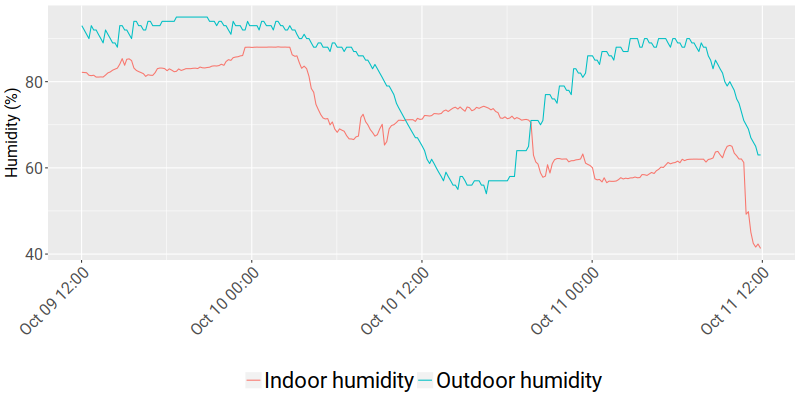 Humidity (%)
80
60
40
Oct 09 12:00
Oct 10 00:00
Oct 10 12:00
Oct 11 00:00
Oct 11 12:00
Indoor humidity Outdoor humidity